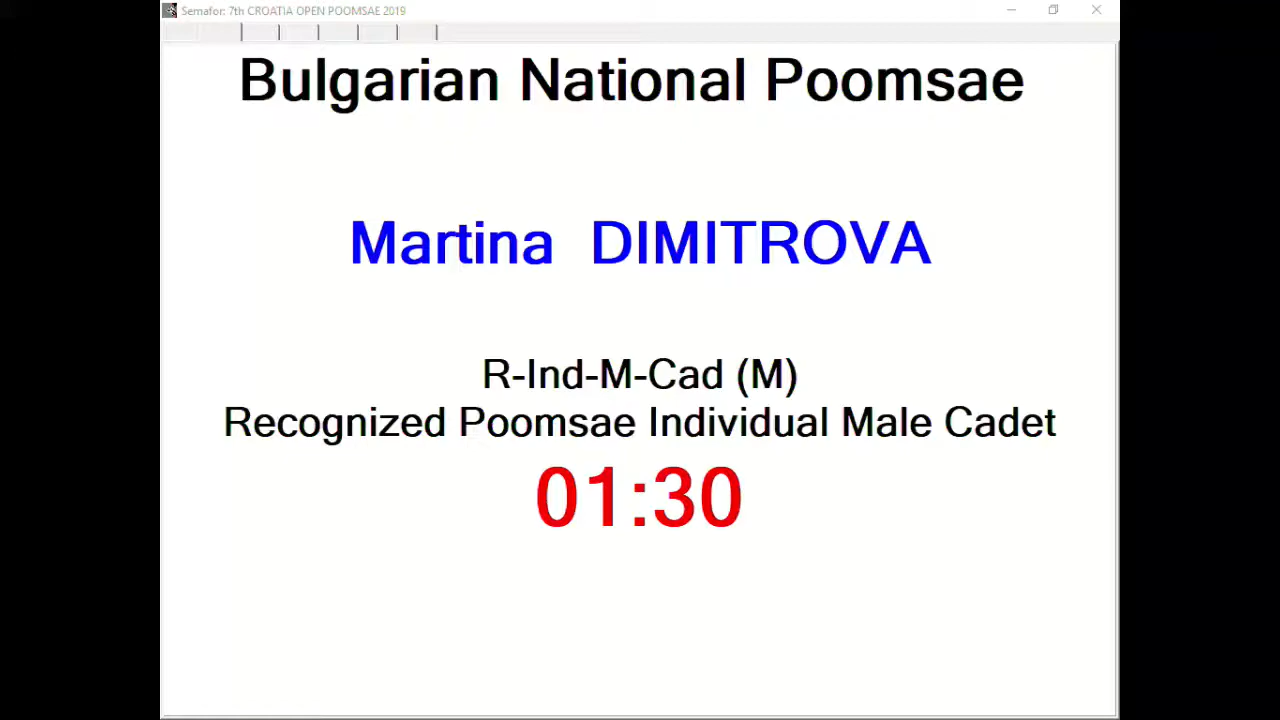 Semafor: 7th CROATIA OPEN POOMSAE 2019
Bulgarian National Poomsae
Martina DIMITROVA
R-Ind-M-Cad (M)
Recognized Poomsae Individual Male Cadet
01:30